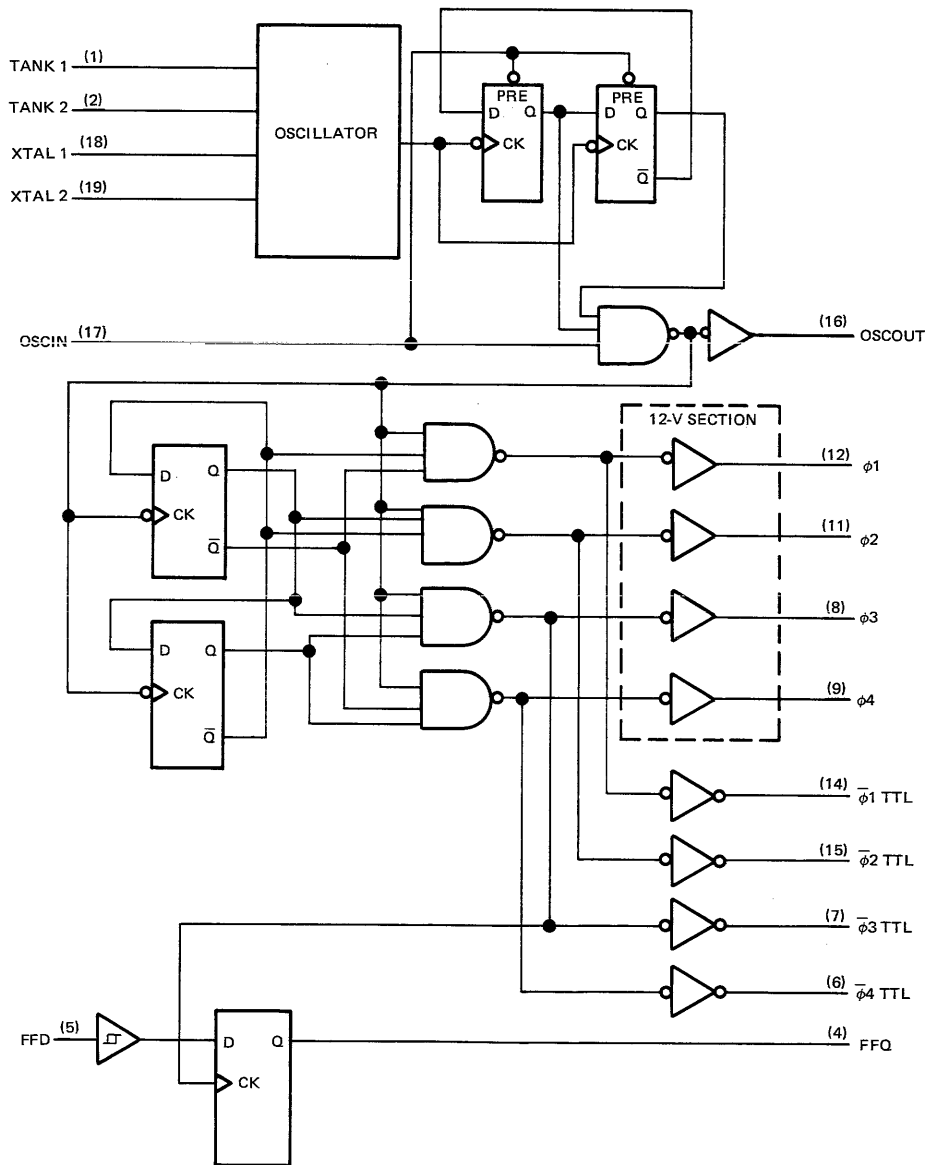 TANK 1 (1)
TANK 2 (2)
XTAL 1 (18)
XTAL 2 (19)
OSCILLATOR
PRE
D Q
CK
PRE
D Q
CK
Q̅
OSCIN (17)
(16) OSCOUT
12-V SECTION
D Q
CK
Q̅
D Q
CK
Q̅
(12) ϕ1
(11) ϕ2
(8) ϕ3
(9) ϕ4
(14) ϕ̅1 TTL
(15) ϕ̅2 TTL
(7) ϕ̅3 TTL
(6) ϕ̅4 TTL
FFD (5)
D Q
CK
(4) FFQ